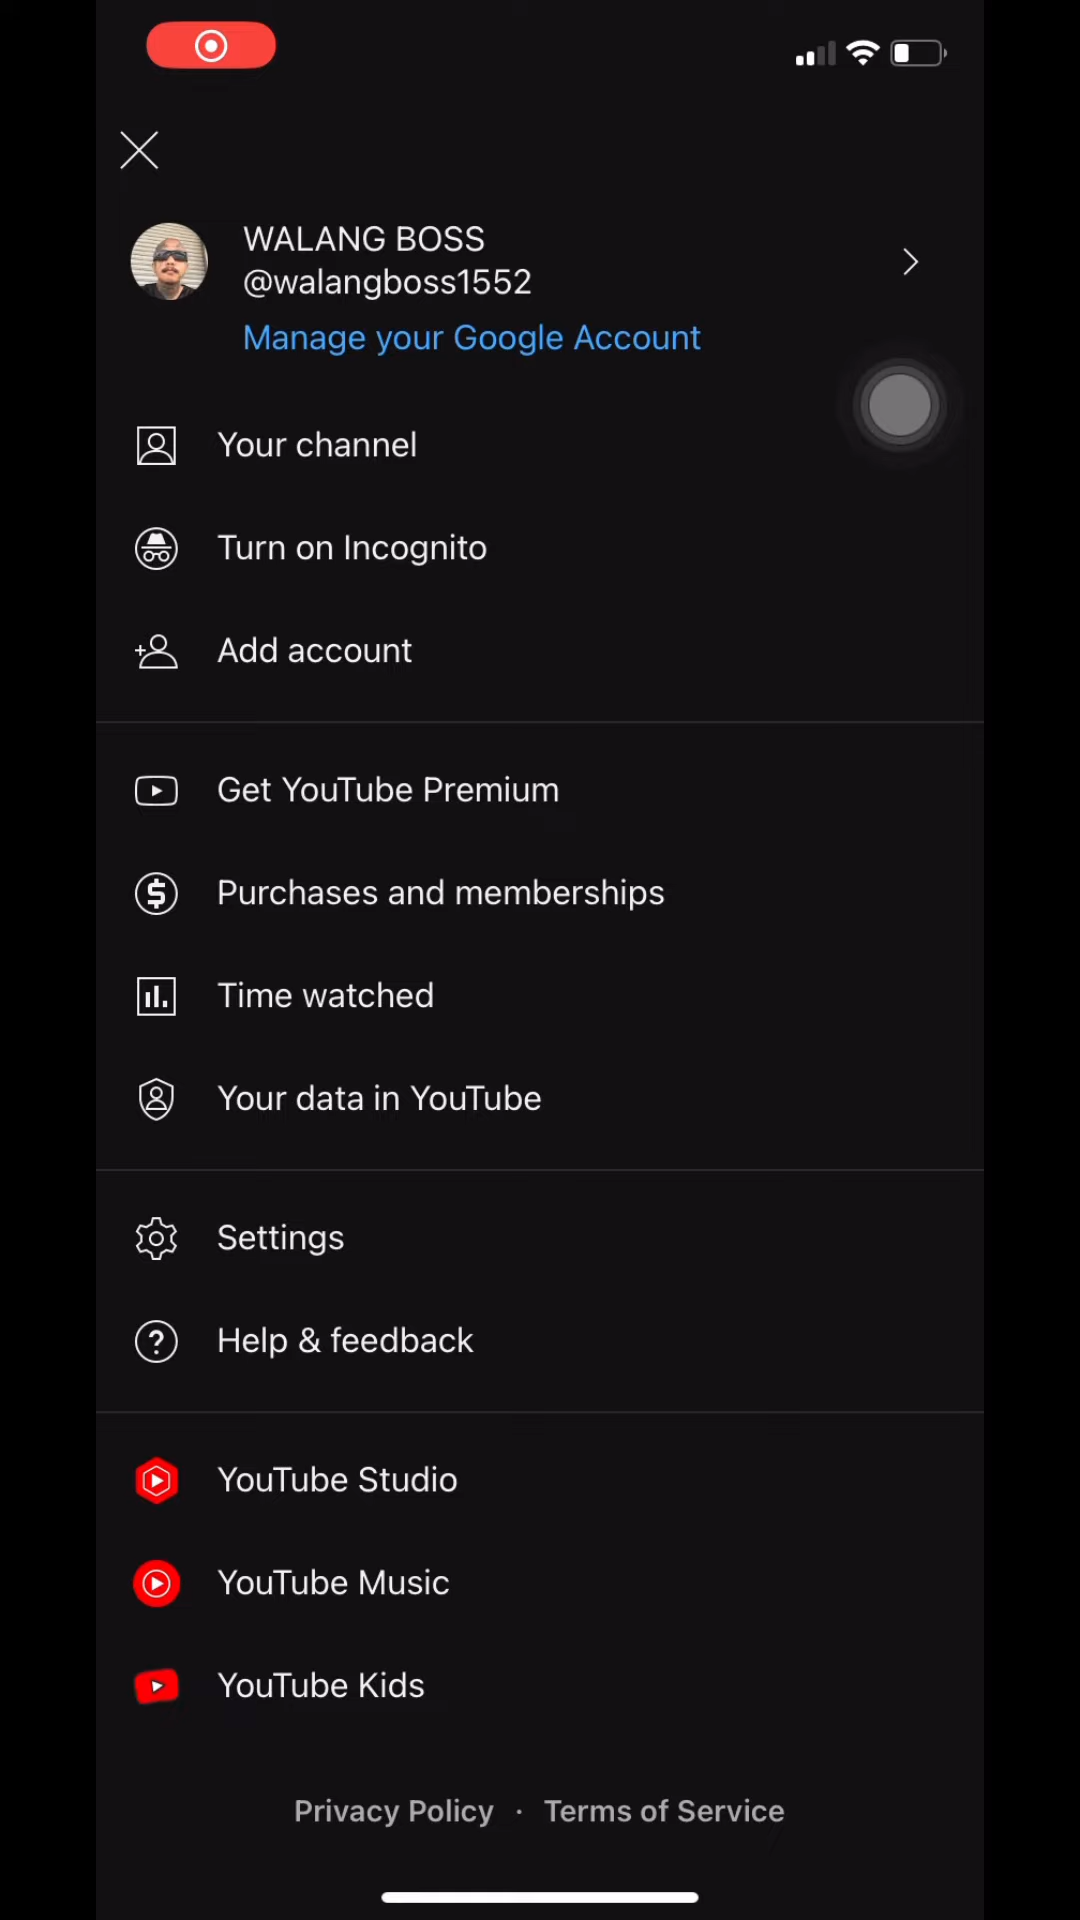 WALANG BOSS
@walangboss1552
Manage your Google Account
Your channel
Turn on Incognito
Add account
Get YouTube Premium
Purchases and memberships
Time watched
Your data in YouTube
Settings
Help & feedback
YouTube Studio
YouTube Music
YouTube Kids
Privacy Policy · Terms of Service